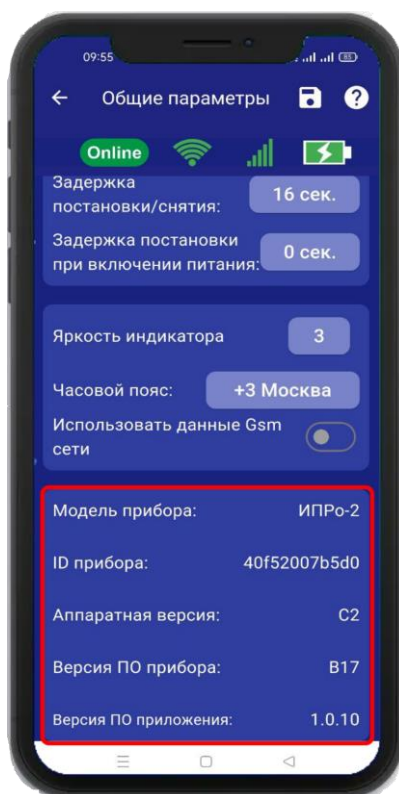 09:55
83
Общие параметры
?
Online
Задержка
постановки/снятия:
16 сек.
Задержка постановки
при включении питания:
0 сек.
Яркость индикатора
3
Часовой пояс:
+3 Москва
Использовать данные Gsm
сети
Модель прибора:
ИПРо-2
ID прибора:
40f52007b5d0
Аппаратная версия:
C2
Версия ПО прибора:
B17
Версия ПО приложения:
1.0.10